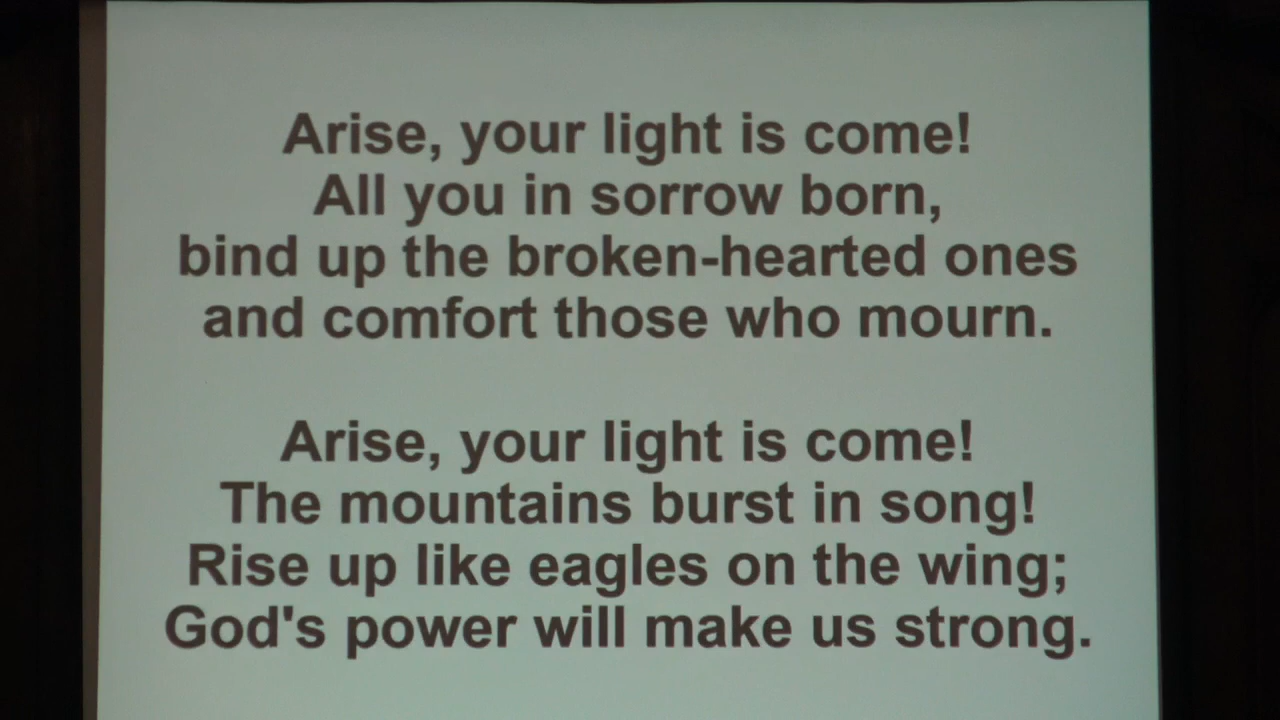 Arise, your light is come!
All you in sorrow born,
bind up the broken-hearted ones
and comfort those who mourn.
Arise, your light is come!
The mountains burst in song!
Rise up like eagles on the wing;
God's power will make us strong.